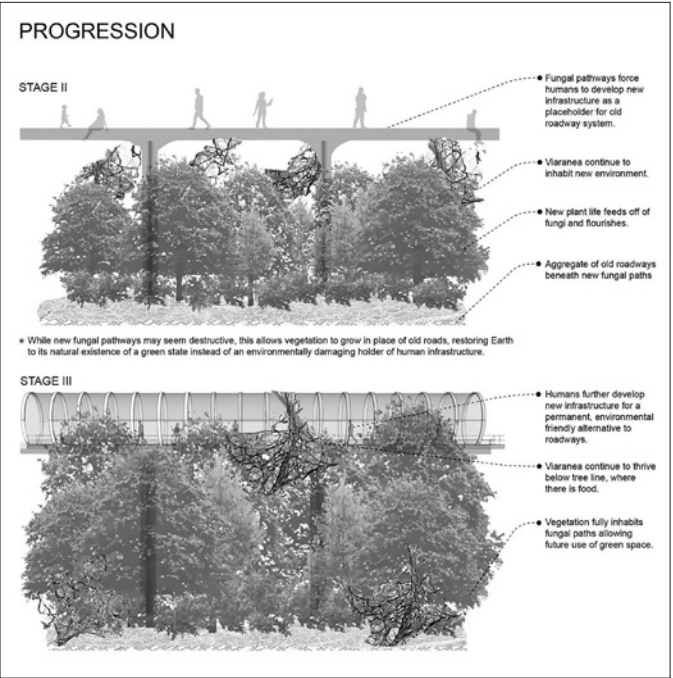 PROGRESSION
STAGE II
● Fungal pathways force
humans to develop new
infrastructure as a
placeholder for old
roadway system.
● Viaranea continue to
inhabit new environment.
● New plant life feeds off of
fungi and flourishes.
● Aggregate of old roadways
beneath new fungal paths
* While new fungal pathways may seem destructive, this allows vegetation to grow in place of old roads, restoring Earth
to its natural existence of a green state instead of an environmentally damaging holder of human infrastructure.
STAGE III
● Humans further develop
new infrastructure for a
permanent, environmental
friendly alternative to
roadways.
● Viaranea continue to thrive
below tree line, where
there is food.
● Vegetation fully inhabits
fungal paths allowing
future use of green space.